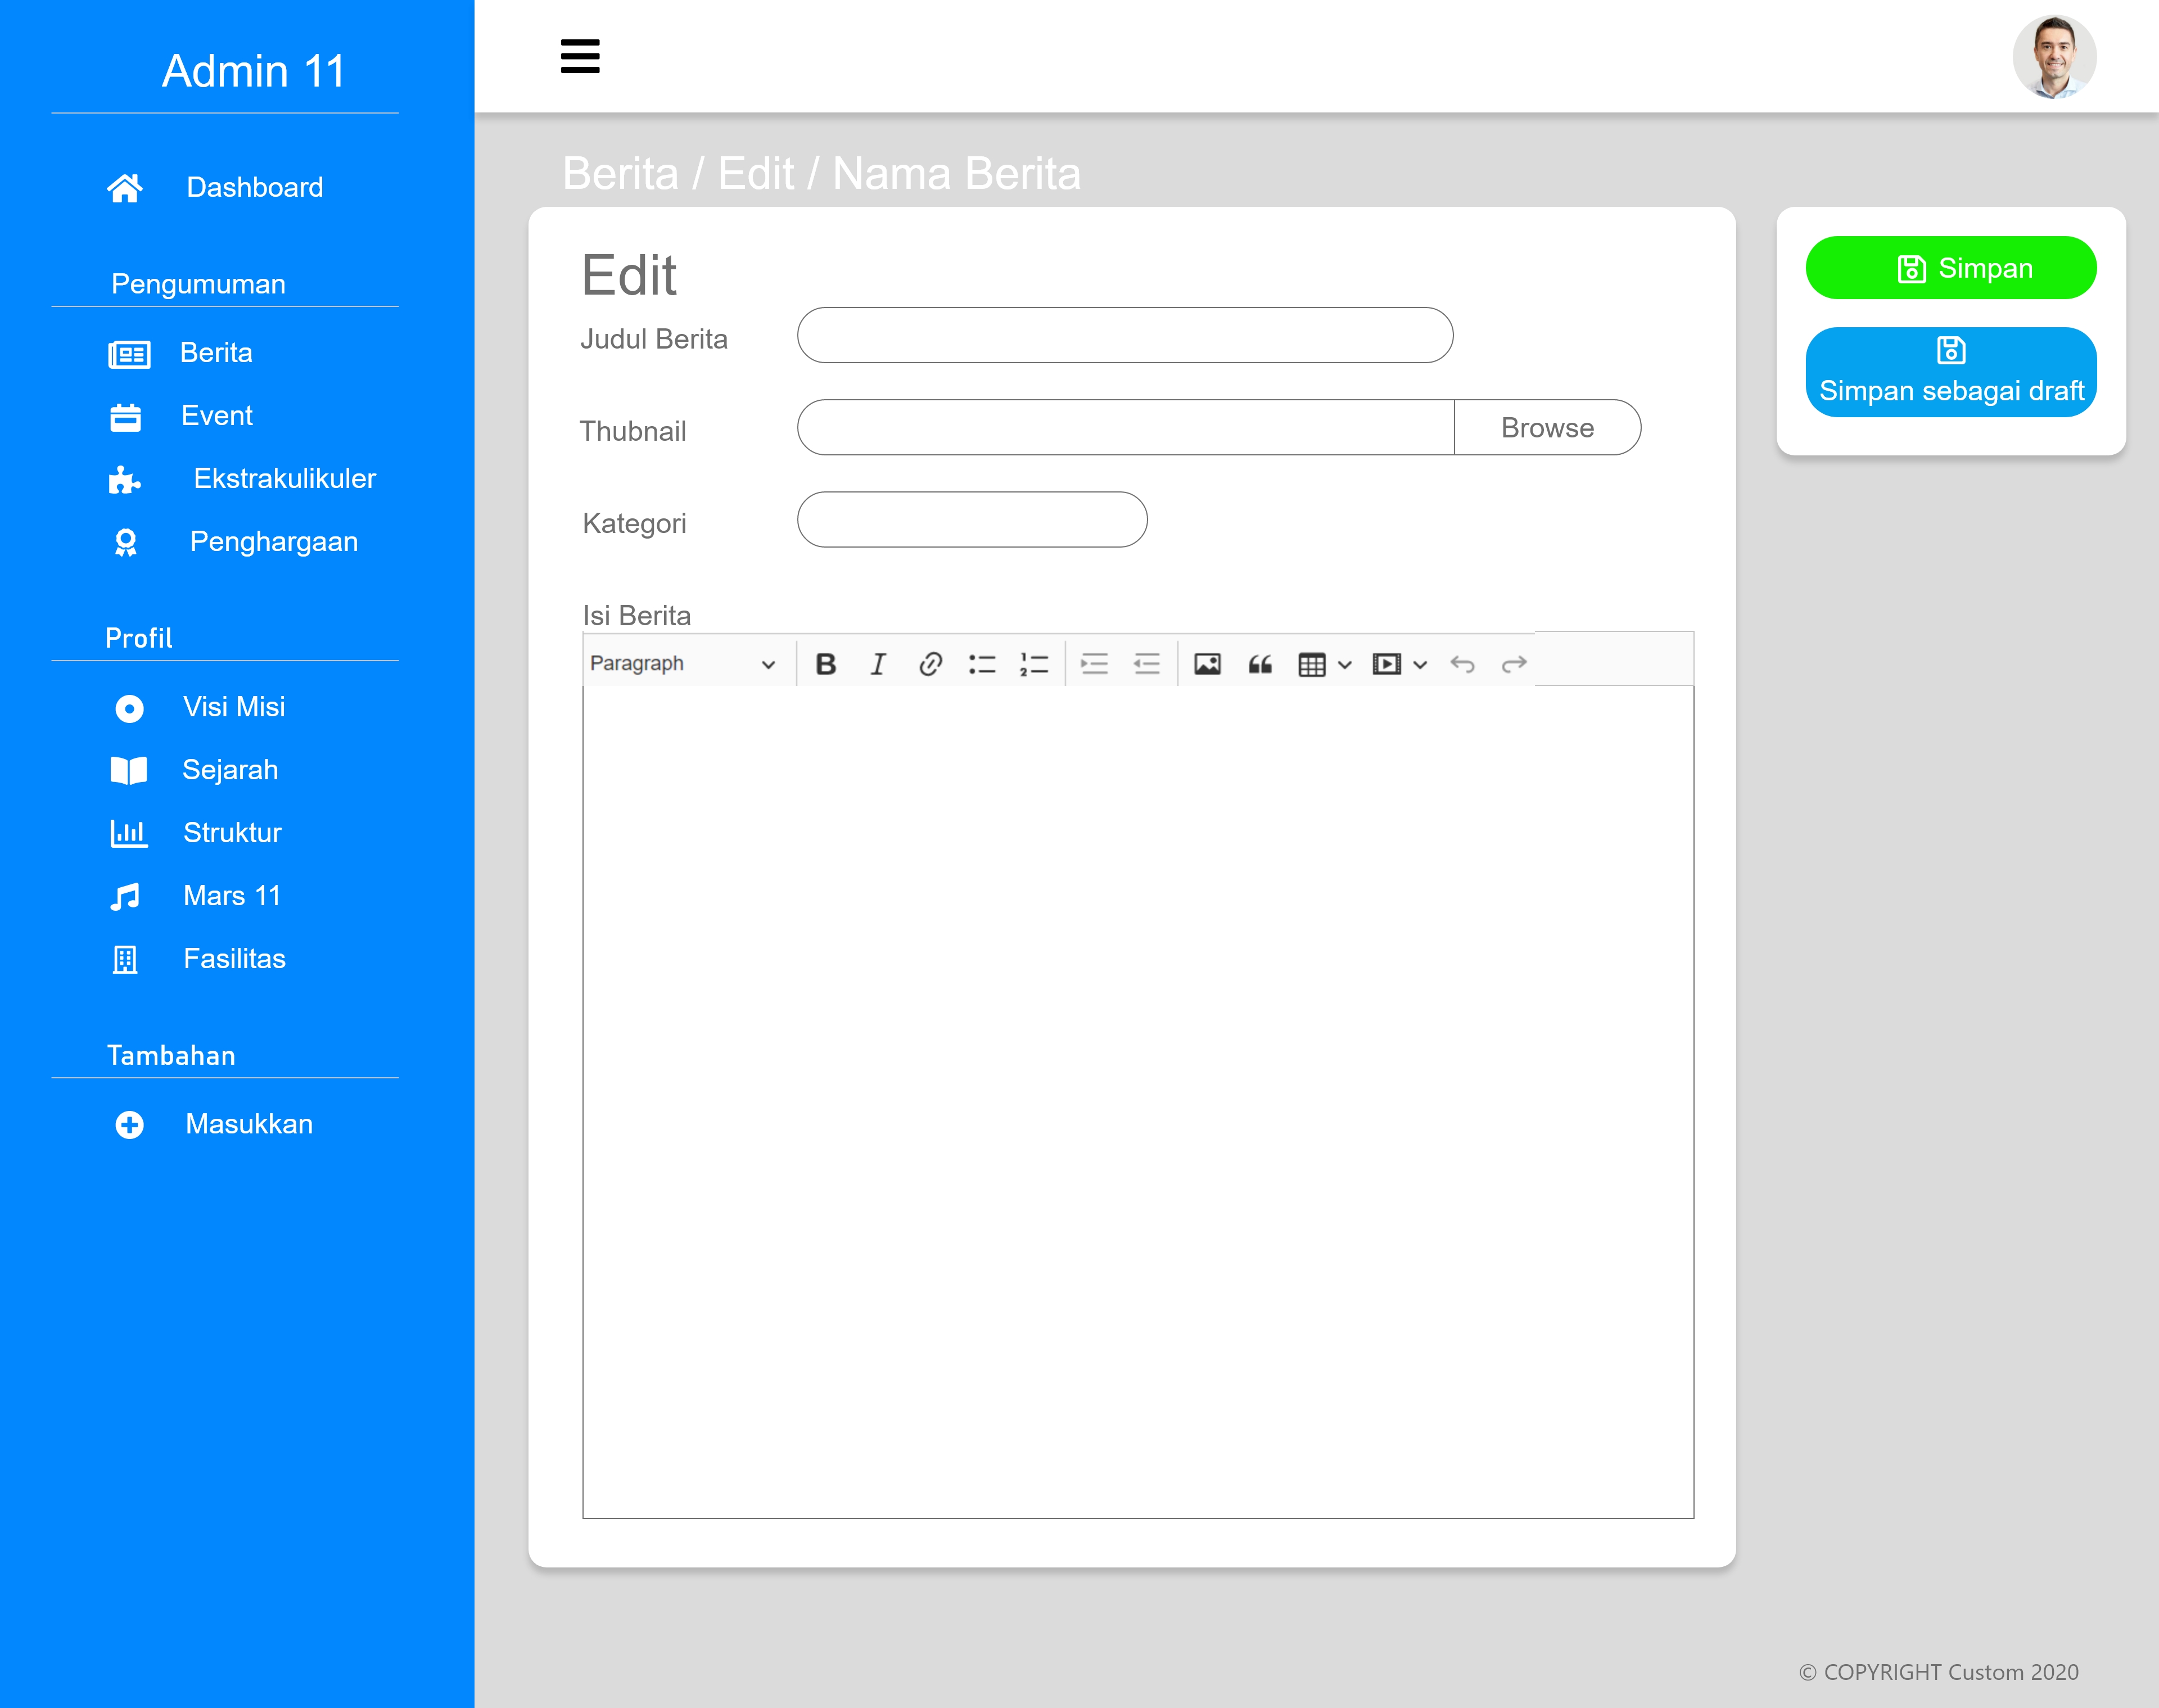 Admin 11
Dashboard
Pengumuman
Berita
Event
Ekstrakulikuler
Penghargaan
Profil
Visi Misi
Sejarah
Struktur
Mars 11
Fasilitas
Tambahan
Masukkan
Berita / Edit / Nama Berita
Edit
Judul Berita
Thubnail
Browse
Kategori
Isi Berita
Paragraph
Simpan
Simpan sebagai draft
© COPYRIGHT Custom 2020